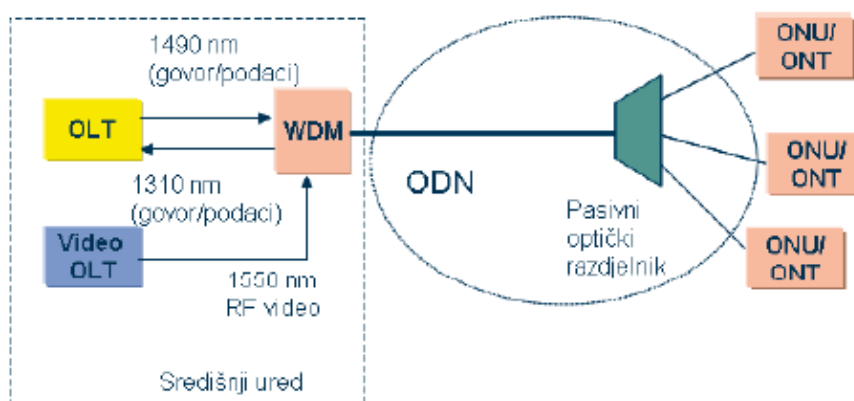 1490 nm
(govor/podaci)
OLT
WDM
1310 nm
(govor/podaci)
Video
OLT
1550 nm
RF video
Središnji ured
ODN
Pasivni
optički
razdjelnik
ONU/
ONT
ONU/
ONT
ONU/
ONT